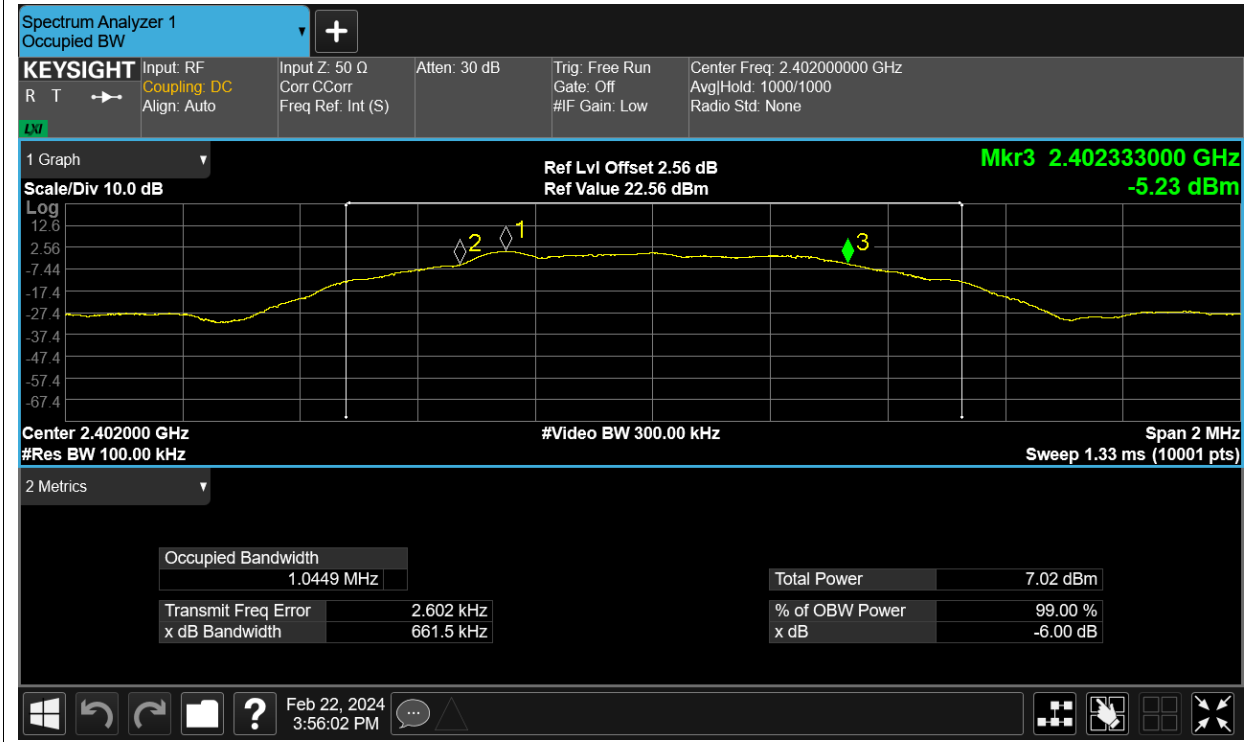 Spectrum Analyzer 1
Occupied BW
KEYSIGHT
R T
LXI
Input: RF
Coupling: DC
Align: Auto
Input Z: 50 Ω
Corr CCorr
Freq Ref: Int (S)
Atten: 30 dB
Trig: Free Run
Gate: Off
#IF Gain: Low
Center Freq: 2.402000000 GHz
Avg|Hold: 1000/1000
Radio Std: None
1 Graph
Scale/Div 10.0 dB
Ref Lvl Offset 2.56 dB
Ref Value 22.56 dBm
Mkr3 2.402333000 GHz
-5.23 dBm
Log
12.6
2.56
-7.44
-17.4
-27.4
-37.4
-47.4
-57.4
-67.4
2
1
3
Center 2.402000 GHz
#Res BW 100.00 kHz
#Video BW 300.00 kHz
Span 2 MHz
Sweep 1.33 ms (10001 pts)
2 Metrics
Occupied Bandwidth
1.0449 MHz
Transmit Freq Error 2.602 kHz
x dB Bandwidth 661.5 kHz
Total Power 7.02 dBm
% of OBW Power 99.00 %
x dB -6.00 dB
?
Feb 22, 2024
3:56:02 PM